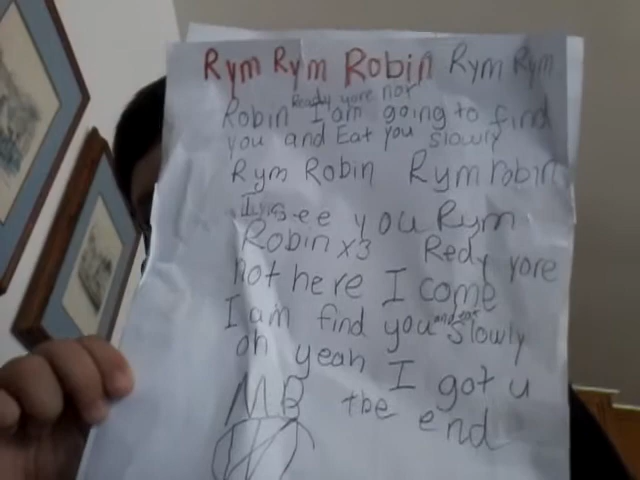 Rym Rym Robin Rym Rym
Ready yore not
Robin I am going to find
you and Eat you slowly
Rym Robin Rym robin
I see you Rym
Robin x3 Redy yore
not here I come
I am find you and eat slowly
oh yeah I got u
MB the end